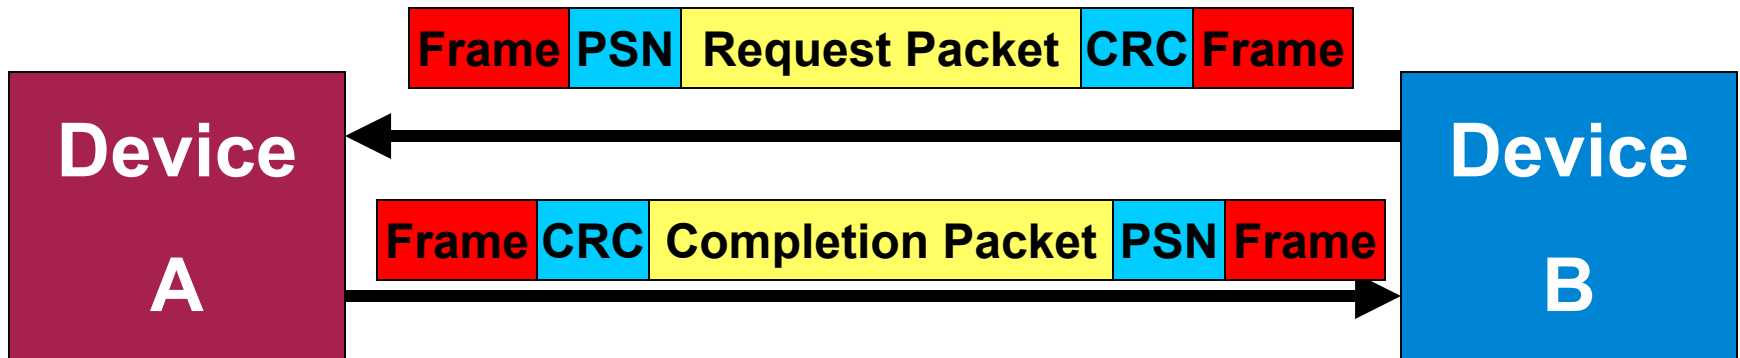 Frame PSN Request Packet CRC Frame
Device
A
Device
B
Frame CRC Completion Packet PSN Frame